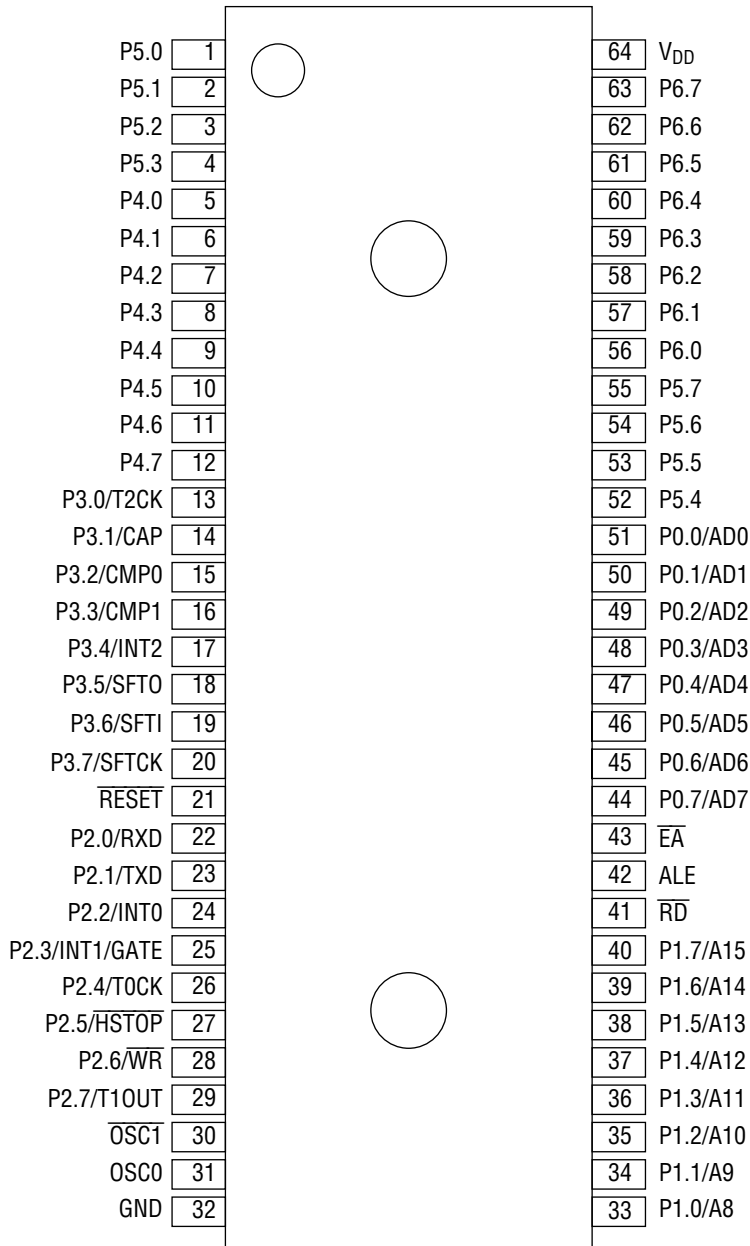 P5.0 1 64 V_DD
P5.1 2 63 P6.7
P5.2 3 62 P6.6
P5.3 4 61 P6.5
P4.0 5 60 P6.4
P4.1 6 59 P6.3
P4.2 7 58 P6.2
P4.3 8 57 P6.1
P4.4 9 56 P6.0
P4.5 10 55 P5.7
P4.6 11 54 P5.6
P4.7 12 53 P5.5
P3.0/T2CK 13 52 P5.4
P3.1/CAP 14 51 P0.0/AD0
P3.2/CMP0 15 50 P0.1/AD1
P3.3/CMP1 16 49 P0.2/AD2
P3.4/INT2 17 48 P0.3/AD3
P3.5/SFTO 18 47 P0.4/AD4
P3.6/SFTI 19 46 P0.5/AD5
P3.7/SFTCK 20 45 P0.6/AD6
R̅E̅S̅E̅T̅ 21 44 P0.7/AD7
P2.0/RXD 22 43 E̅A̅
P2.1/TXD 23 42 ALE
P2.2/INT0 24 41 R̅D̅
P2.3/INT1/GATE 25 40 P1.7/A15
P2.4/T0CK 26 39 P1.6/A14
P2.5/H̅S̅T̅O̅P̅ 27 38 P1.5/A13
P2.6/W̅R̅ 28 37 P1.4/A12
P2.7/T1OUT 29 36 P1.3/A11
O̅S̅C̅1̅ 30 35 P1.2/A10
OSC0 31 34 P1.1/A9
GND 32 33 P1.0/A8